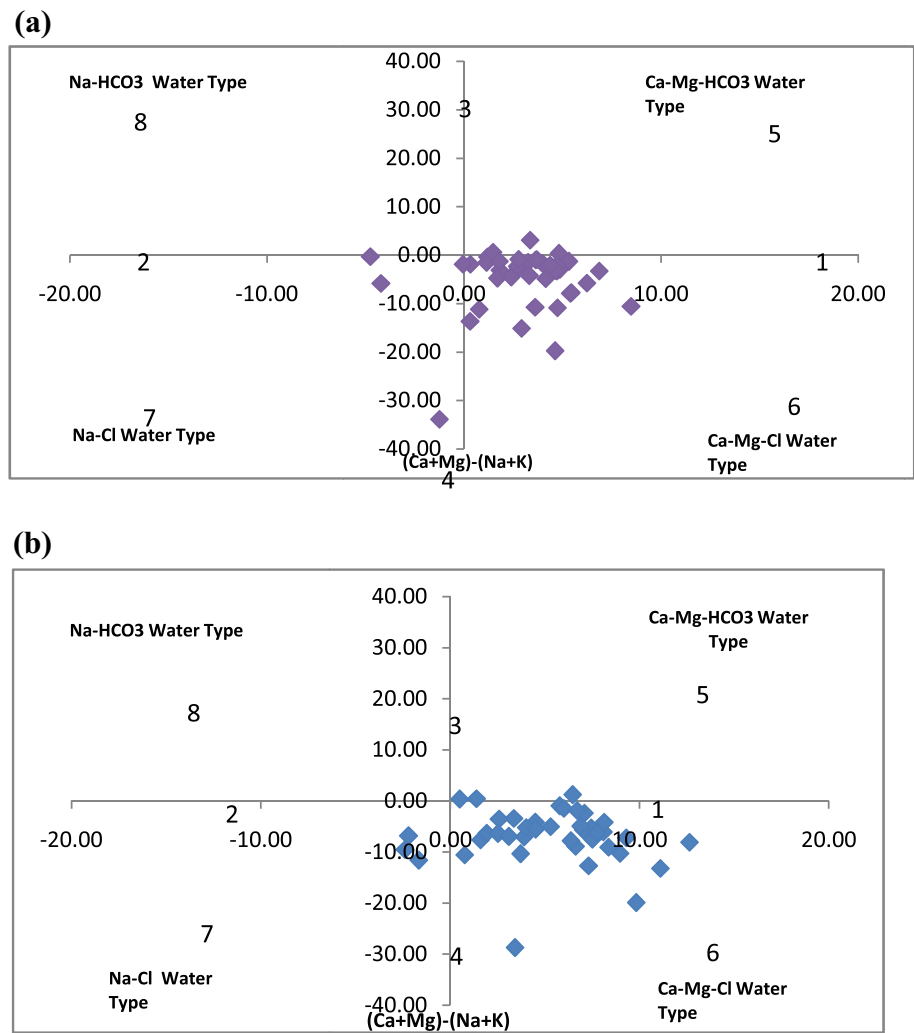 (a)
40.00
Na-HCO3 Water Type
Ca-Mg-HCO3 Water
Type
8
30.00
3
5
20.00
10.00
0.00
2
1
-20.00
-10.00
0.00
10.00
20.00
-10.00
-20.00
-30.00
7
6
Na-Cl Water Type
Ca-Mg-Cl Water
Type
-40.00
(Ca+Mg)-(Na+K)
4
(b)
40.00
Na-HCO3 Water Type
Ca-Mg-HCO3 Water
Type
30.00
8
5
20.00
3
10.00
0.00
2
1
-20.00
-10.00
0.00
10.00
20.00
-10.00
-20.00
7
6
-30.00
4
Na-Cl Water
Type
Ca-Mg-Cl Water
Type
-40.00
(Ca+Mg)-(Na+K)